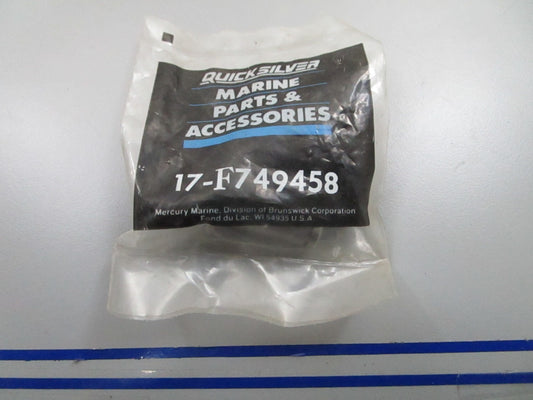 QUICKSILVER
MARINE
PARTS &
ACCESSORIES
17-F749458
Mercury Marine, Division of Brunswick Corporation
Fond du Lac, WI 54935 U.S.A.